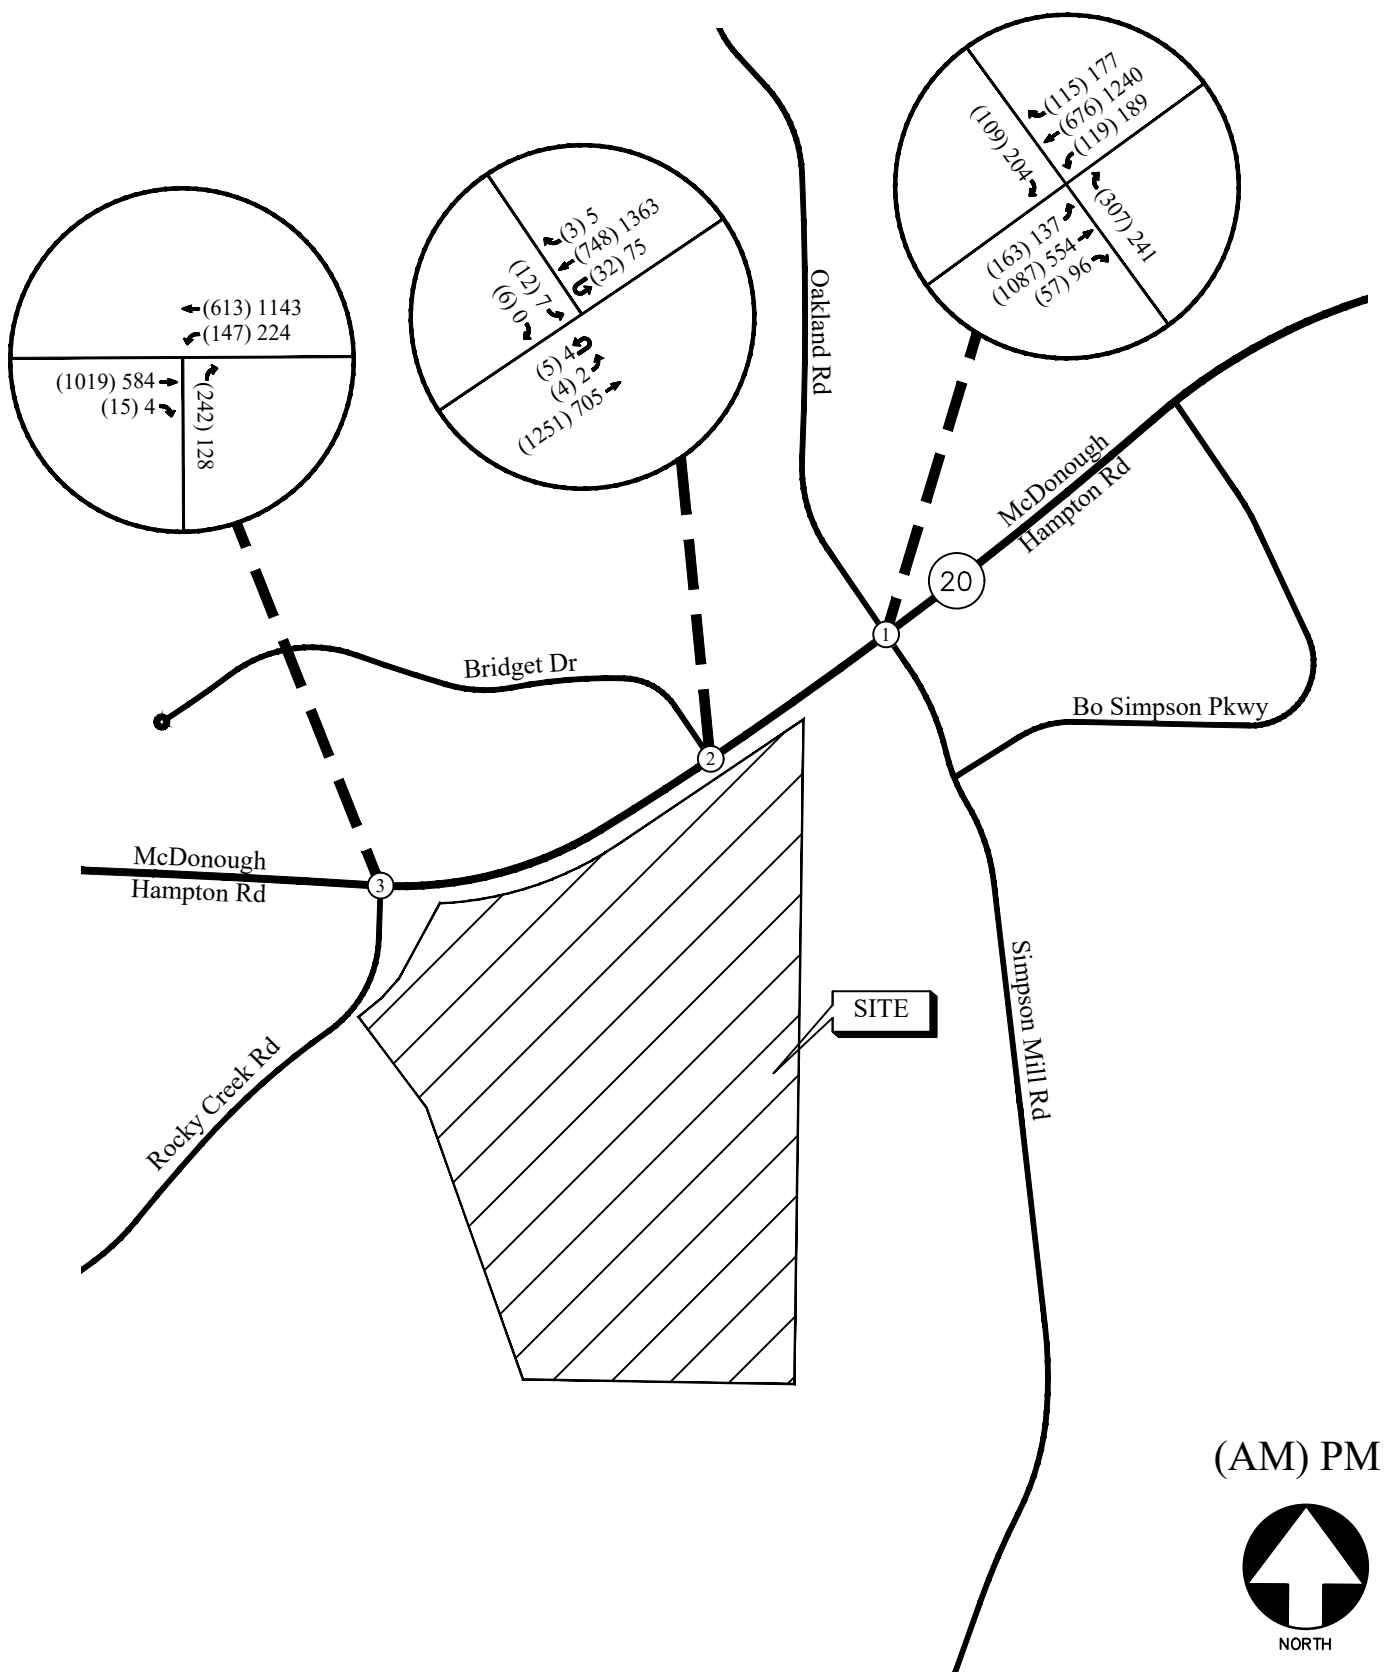 (115) 177
(676) 1240
(119) 189
(109) 204
(307) 241
(163) 137
(1087) 554
(57) 96
(3) 5
(748) 1363
(32) 75
(12) 7
(6) 0
(5) 4
(4) 2
(1251) 705
(613) 1143
(147) 224
(1019) 584
(15) 4
(242) 128
Oakland Rd
McDonough
Hampton Rd
20
1
Bridget Dr
Bo Simpson Pkwy
2
McDonough
Hampton Rd
3
SITE
Simpson Mill Rd
Rocky Creek Rd
(AM) PM
NORTH